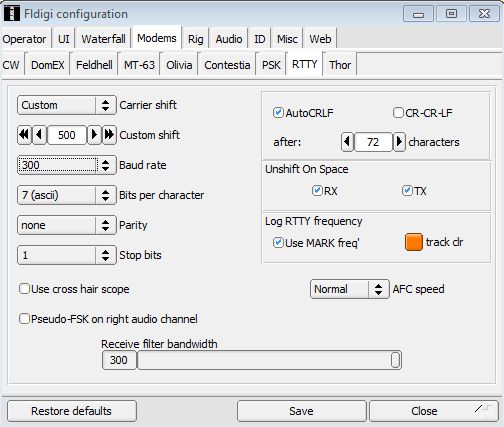 Fldigi configuration
Operator UI Waterfall Modems Rig Audio ID Misc Web
CW DomEX Feldhell MT-63 Olivia Contestia PSK RTTY Thor
Custom Carrier shift
500 Custom shift
300 Baud rate
7 (ascii) Bits per character
none Parity
1 Stop bits
AutoCRLF CR-CR-LF
after: 72 characters
Unshift On Space
RX TX
Log RTTY frequency
Use MARK freq' track clr
Use cross hair scope
Normal AFC speed
Pseudo-FSK on right audio channel
Receive filter bandwidth
300
Restore defaults Save Close